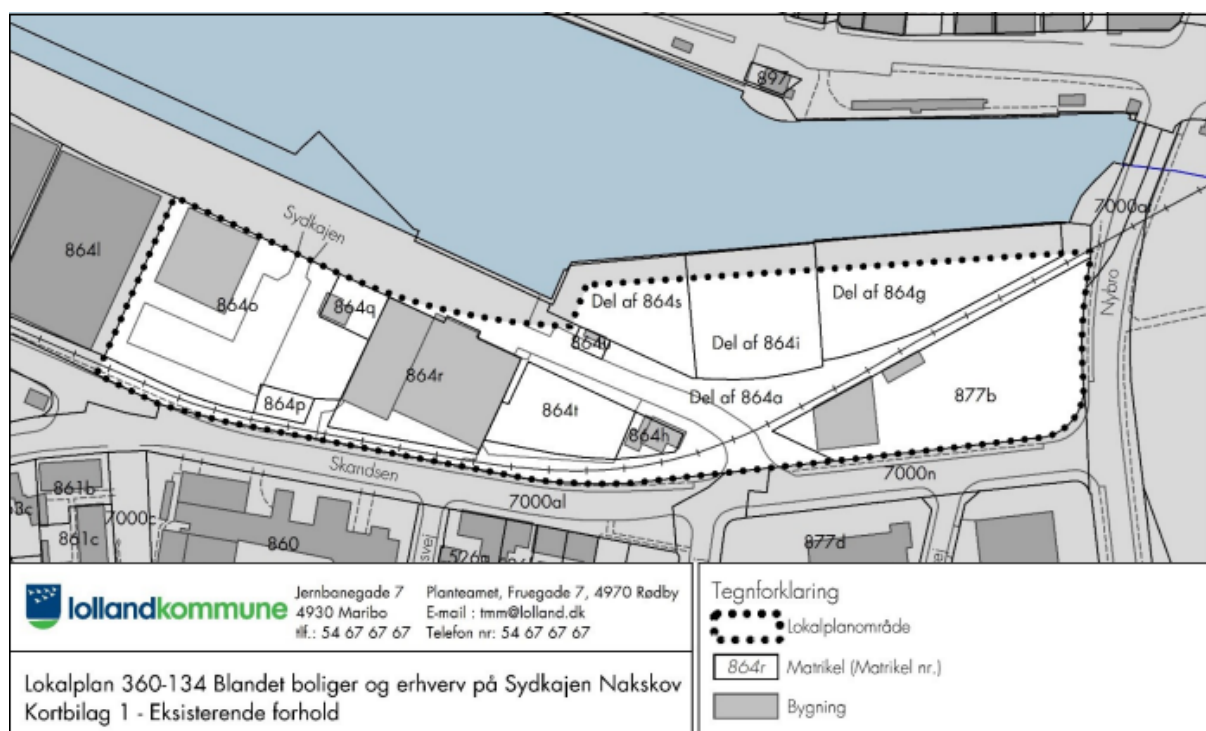 897
7000a
864l
Sydkajen
864o
864q
Del af 864s
Del af 864g
Nybro
864r
Del af 864i
864p
864t
Del af 864a
877b
864h
Skandsen
7000al
7000n
861b
7000c
861c
860
877d
lollandkommune
Jernbanegade 7
4930 Maribo
tlf.: 54 67 67 67
Planteamet, Fruegade 7, 4970 Rødby
E-mail : tmm@lolland.dk
Telefon nr: 54 67 67 67
Lokalplan 360-134 Blandet boliger og erhverv på Sydkajen Nakskov
Kortbilag 1 - Eksisterende forhold
Tegnforklaring
Lokalplanområde
864r
Matrikel (Matrikel nr.)
Bygning